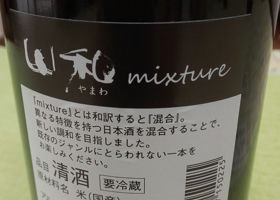 山和
やまわ
mixture
『mixture』とは和訳すると『混合』。
異なる特徴を持つ日本酒を混合することで、
新しい調和を目指しました。
既存のジャンルにとらわれない一本を
お楽しみください。
品目 清酒 要冷蔵
原材料名 米(国産)